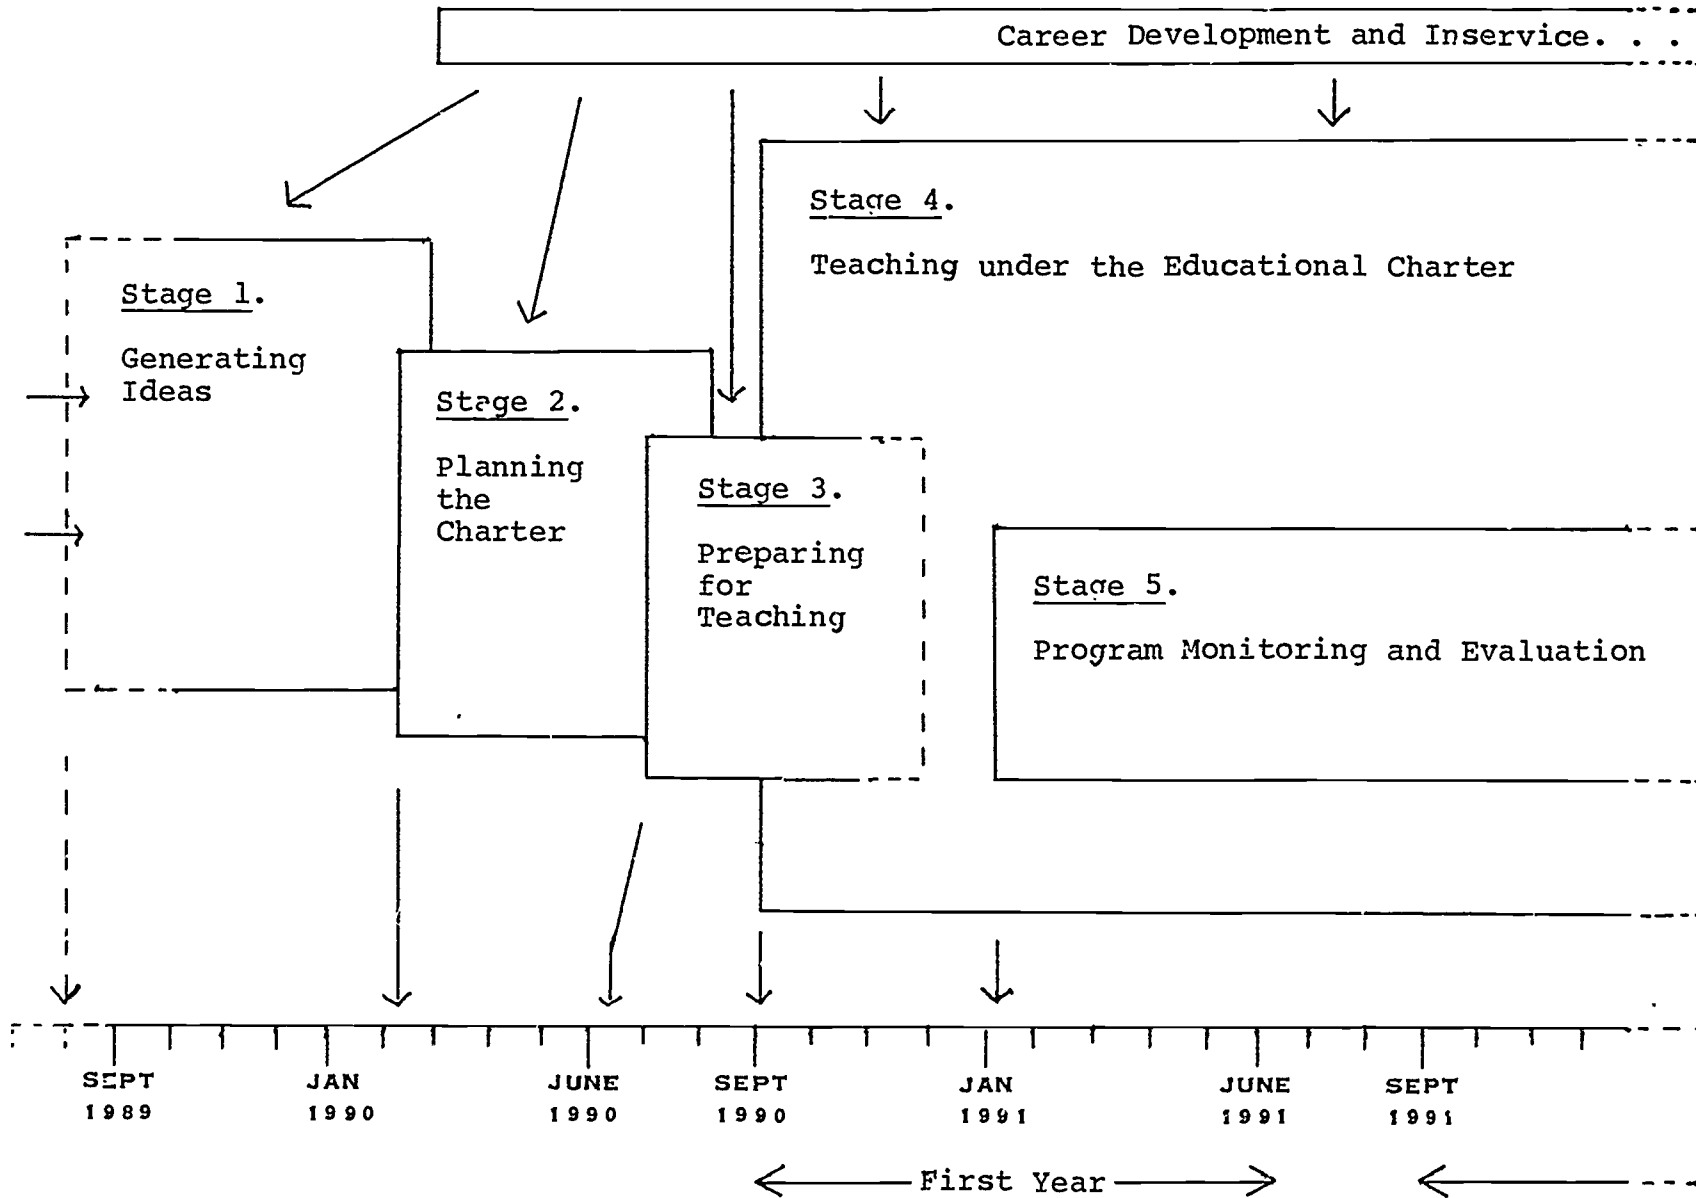 Career Development and Inservice. . .
Stage 1.
Generating
Ideas
Stage 2.
Planning
the
Charter
Stage 3.
Preparing
for
Teaching
Stage 4.
Teaching under the Educational Charter
Stage 5.
Program Monitoring and Evaluation
SEPT
1989
JAN
1990
JUNE
1990
SEPT
1990
JAN
1991
JUNE
1991
SEPT
1991
First Year